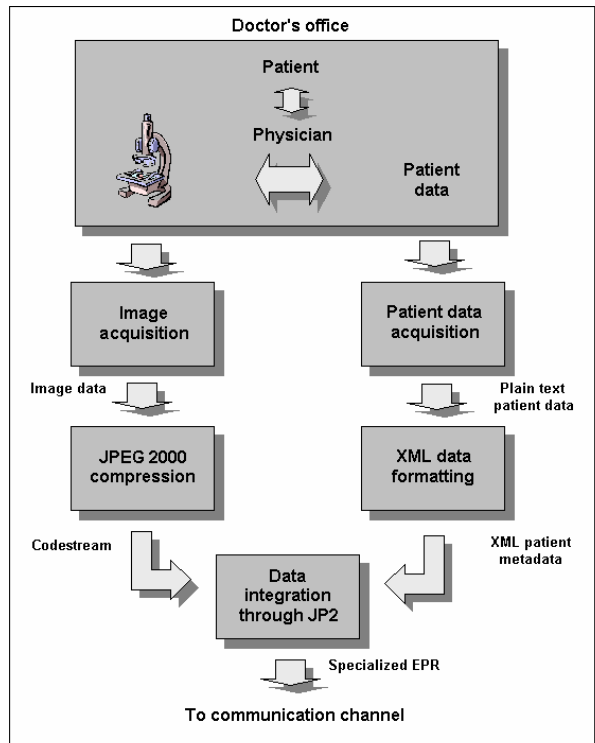 Doctor's office
Patient
Physician
Patient
data
Image
acquisition
Patient data
acquisition
Image data
Plain text
patient data
JPEG 2000
compression
XML data
formatting
Codestream
XML patient
metadata
Data
integration
through JP2
Specialized EPR
To communication channel